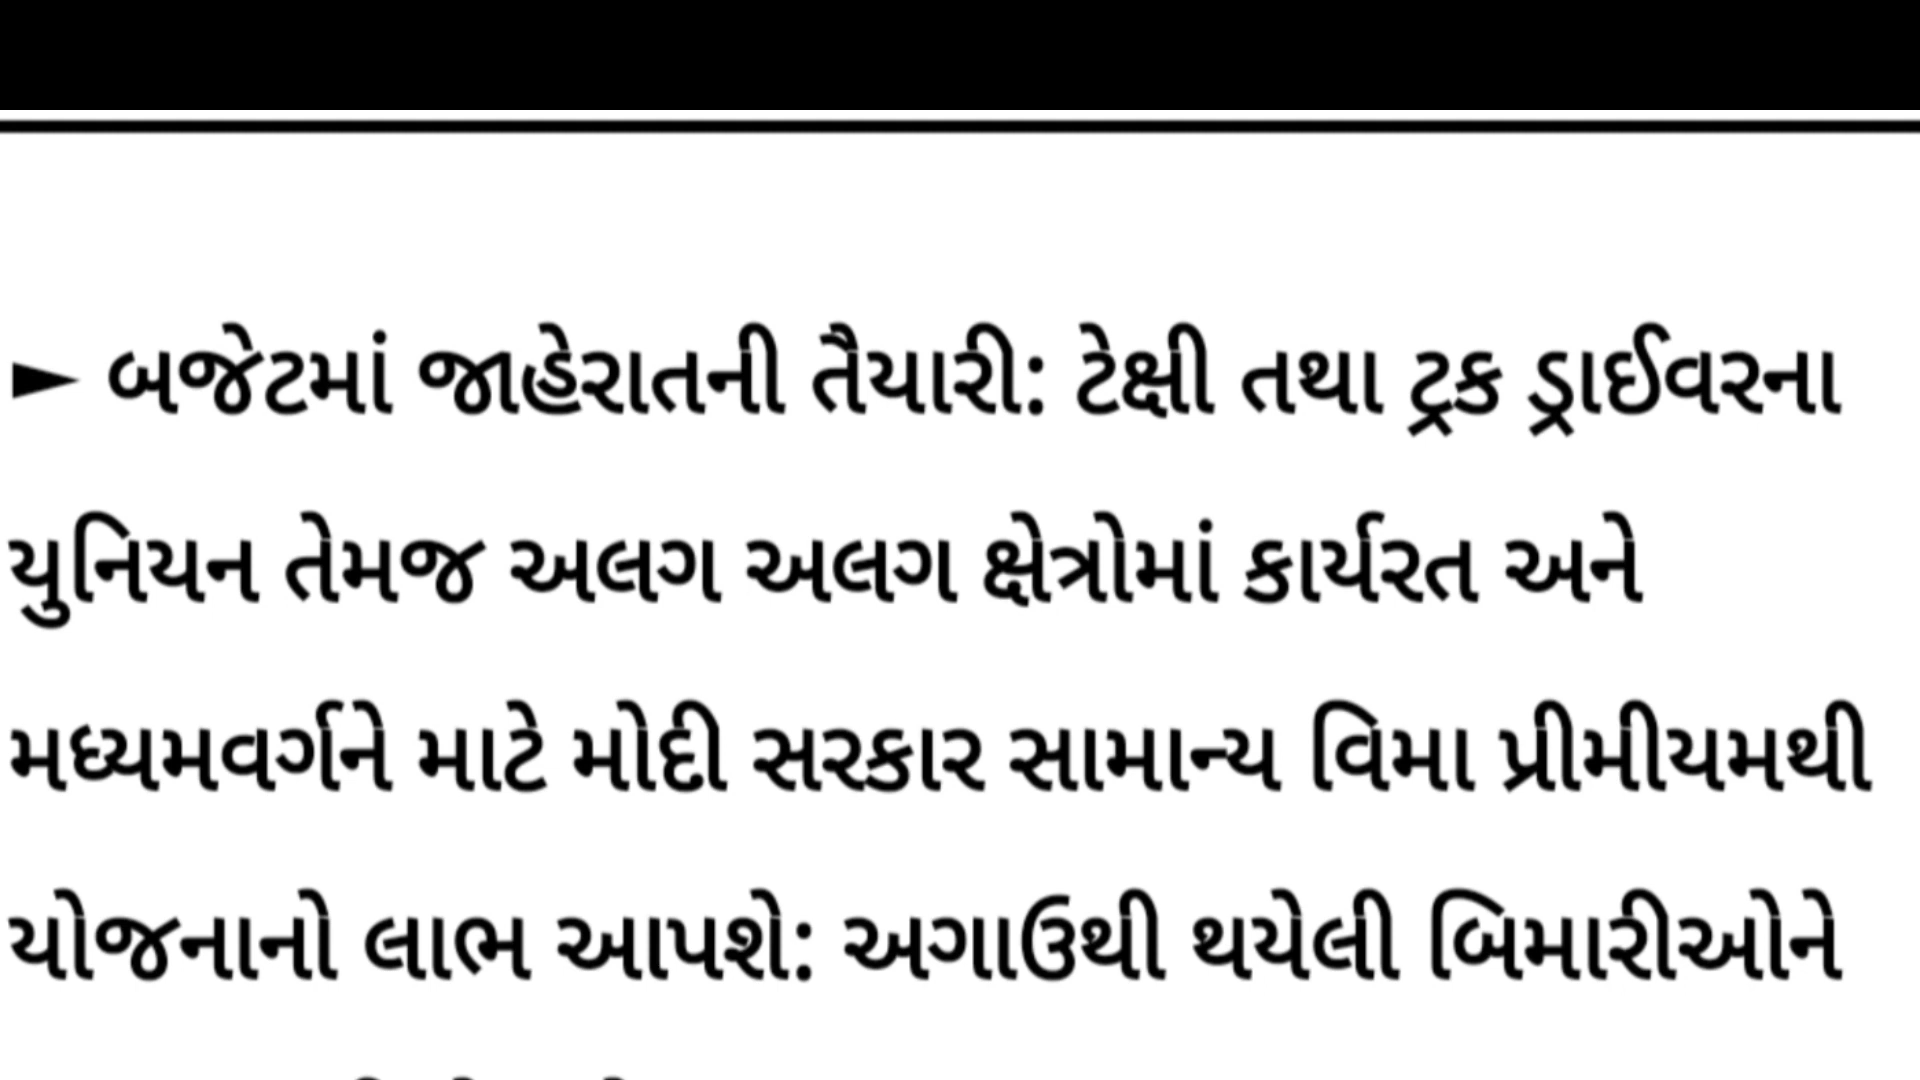 ► બજેટમાં જાહેરાતની તૈયારી: ટેક્ષી તથા ટ્રક ડ્રાઈવરના
યુનિયન તેમજ અલગ અલગ ક્ષેત્રોમાં કાર્યરત અને
મધ્યમવર્ગને માટે મોદી સરકાર સામાન્ય વિમા પ્રીમીયમથી
યોજનાનો લાભ આપશે: અગાઉથી થયેલી બિમારીઓને